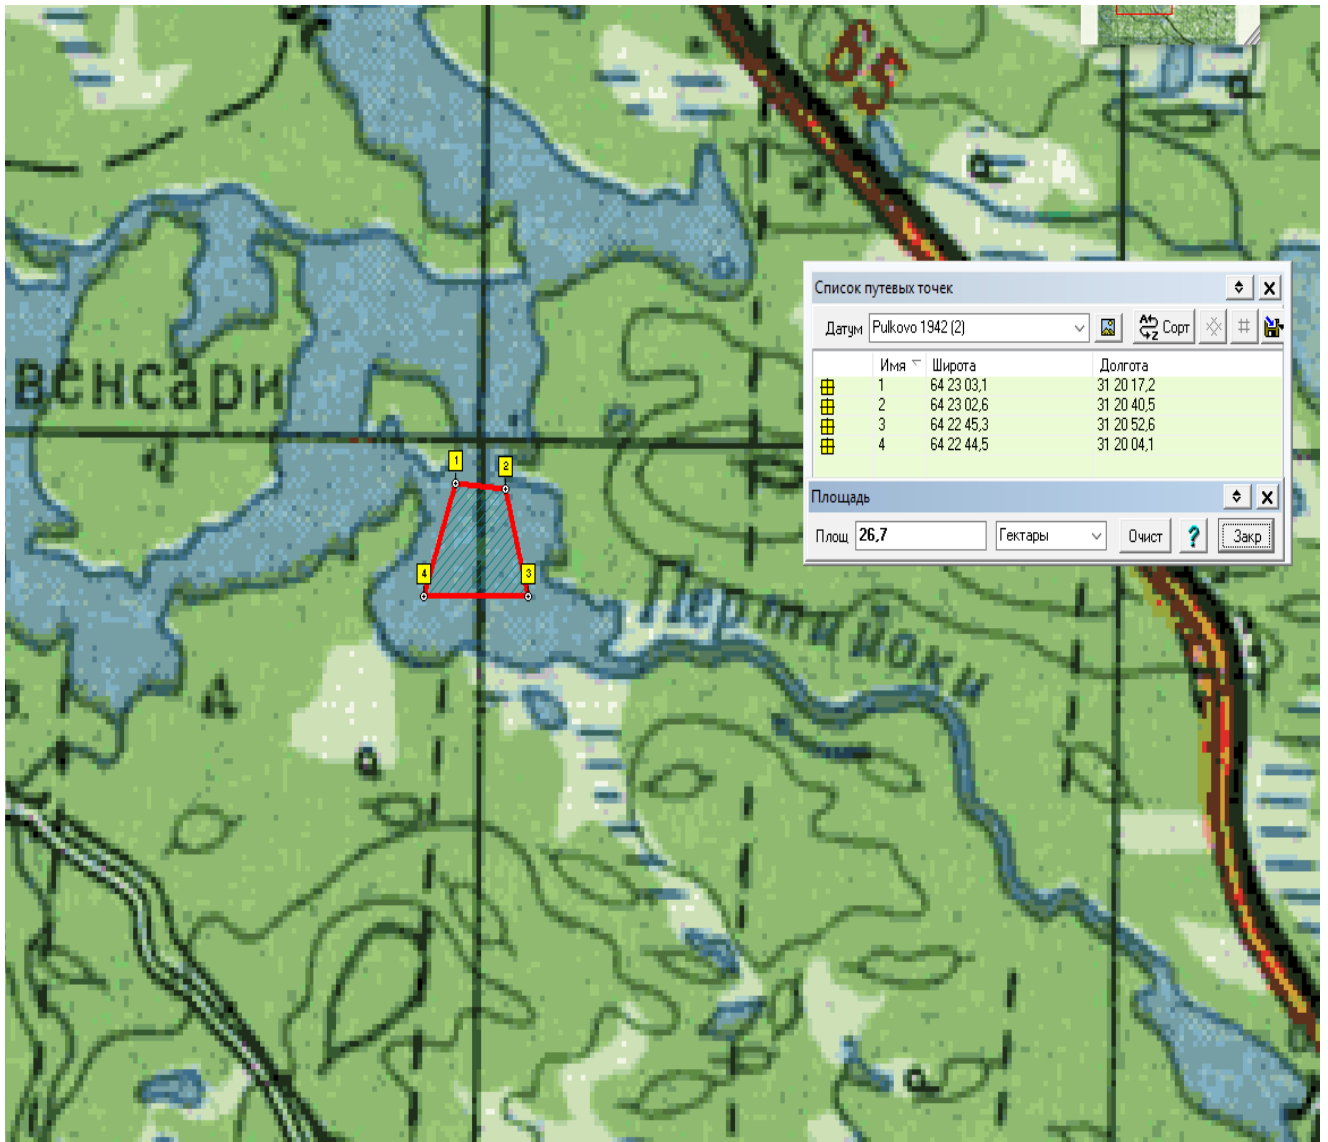 65
Список путевых точек
Датум Pulkovo 1942 (2) Сорт
Имя Широта Долгота
1 64 23 03,1 31 20 17,2
2 64 23 02,6 31 20 40,5
3 64 22 45,3 31 20 52,6
4 64 22 44,5 31 20 04,1
венсари
1
2
Площадь
Площ 26,7 Гектары Очист ? Закр
4
3
Пертийоки